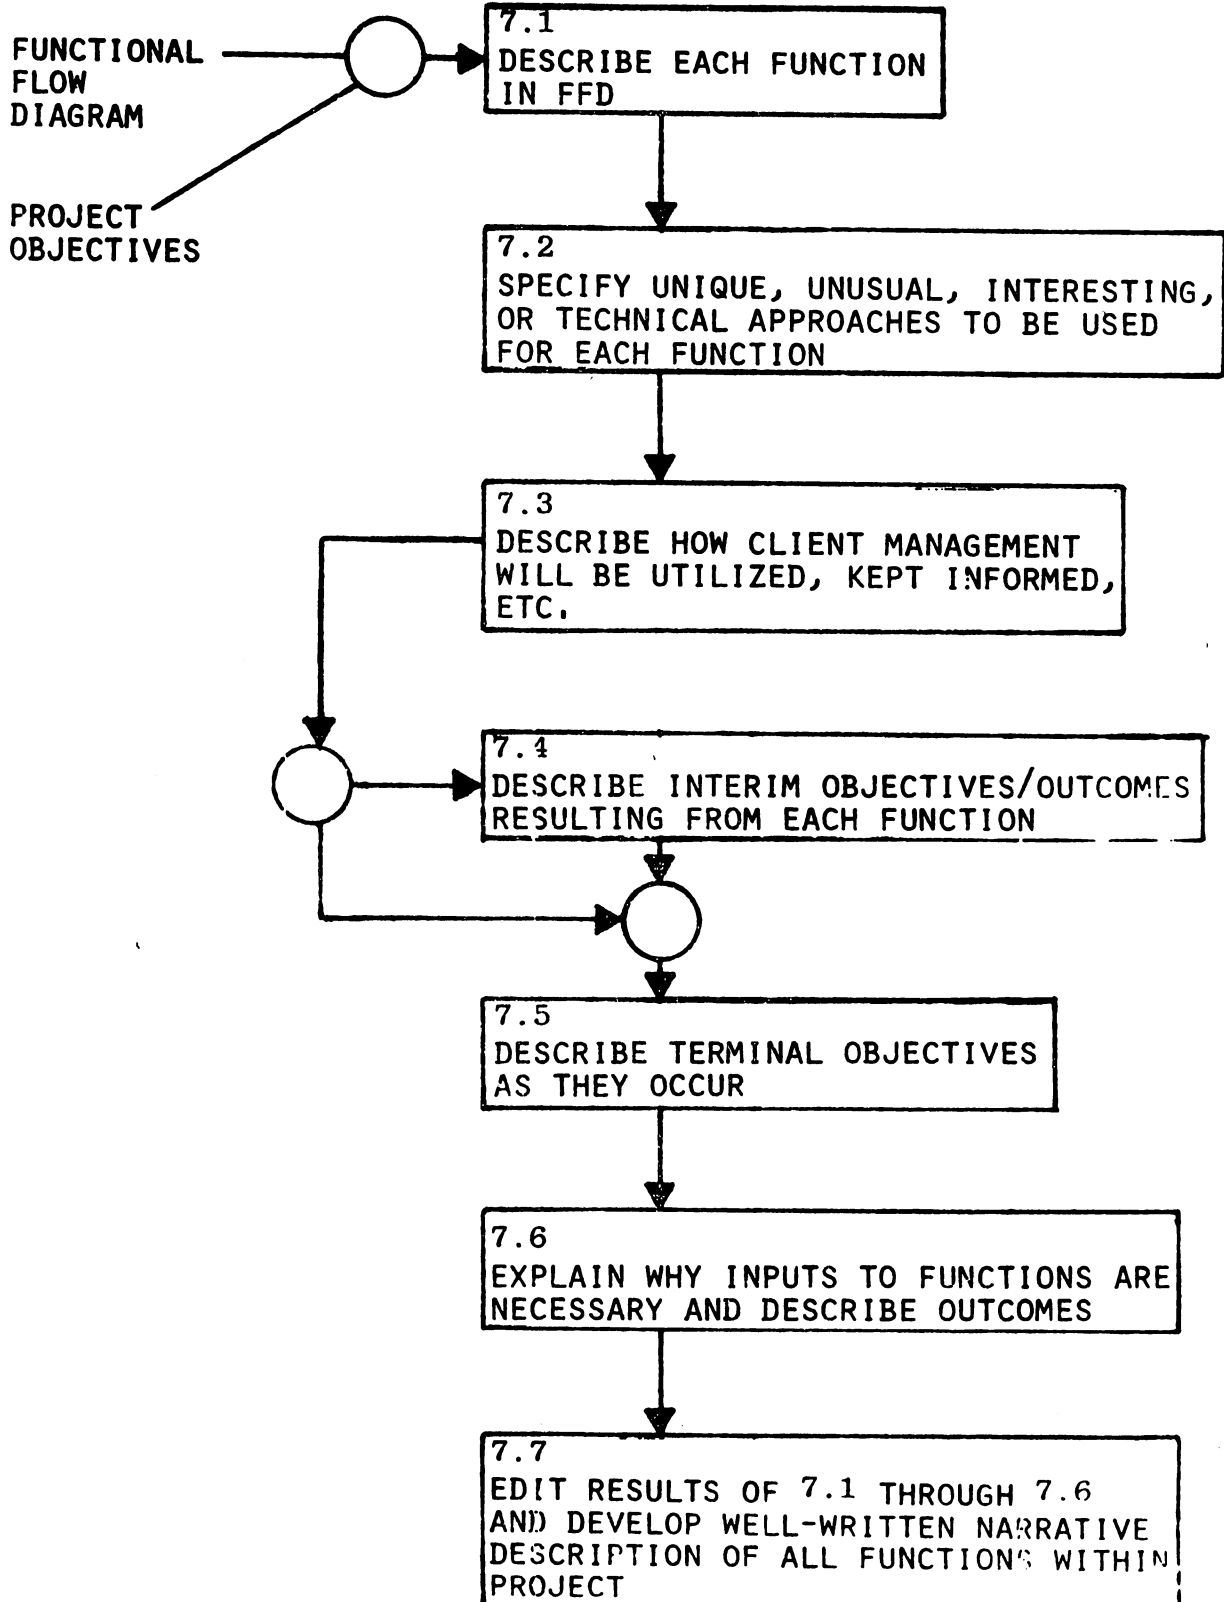 FUNCTIONAL
FLOW
DIAGRAM
PROJECT
OBJECTIVES
7.1
DESCRIBE EACH FUNCTION
IN FFD
7.2
SPECIFY UNIQUE, UNUSUAL, INTERESTING,
OR TECHNICAL APPROACHES TO BE USED
FOR EACH FUNCTION
7.3
DESCRIBE HOW CLIENT MANAGEMENT
WILL BE UTILIZED, KEPT INFORMED,
ETC.
7.4
DESCRIBE INTERIM OBJECTIVES/OUTCOMES
RESULTING FROM EACH FUNCTION
7.5
DESCRIBE TERMINAL OBJECTIVES
AS THEY OCCUR
7.6
EXPLAIN WHY INPUTS TO FUNCTIONS ARE
NECESSARY AND DESCRIBE OUTCOMES
7.7
EDIT RESULTS OF 7.1 THROUGH 7.6
AND DEVELOP WELL-WRITTEN NARRATIVE
DESCRIPTION OF ALL FUNCTIONS WITHIN
PROJECT